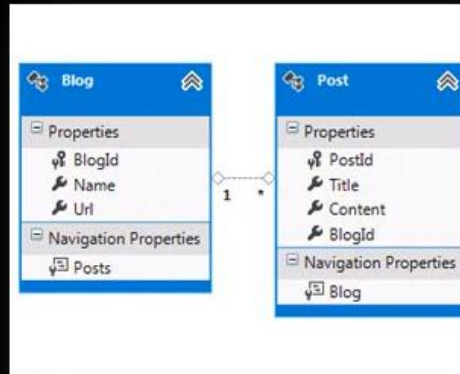 Blog
Properties
BlogId
Name
Url
Navigation Properties
Posts
1 *
Post
Properties
PostId
Title
Content
BlogId
Navigation Properties
Blog